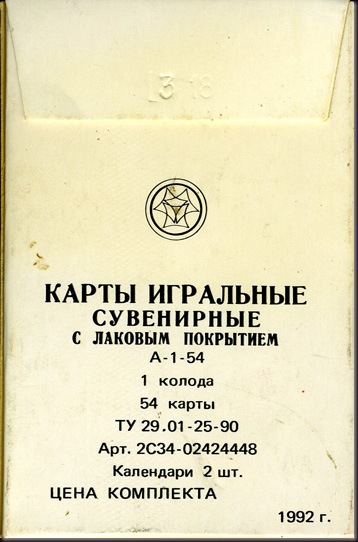 КАРТЫ ИГРАЛЬНЫЕ
СУВЕНИРНЫЕ
С ЛАКОВЫМ ПОКРЫТИЕМ
А-1-54
1 колода
54 карты
ТУ 29.01-25-90
Арт. 2С34-02424448
Календари 2 шт.
ЦЕНА КОМПЛЕКТА
1992 г.